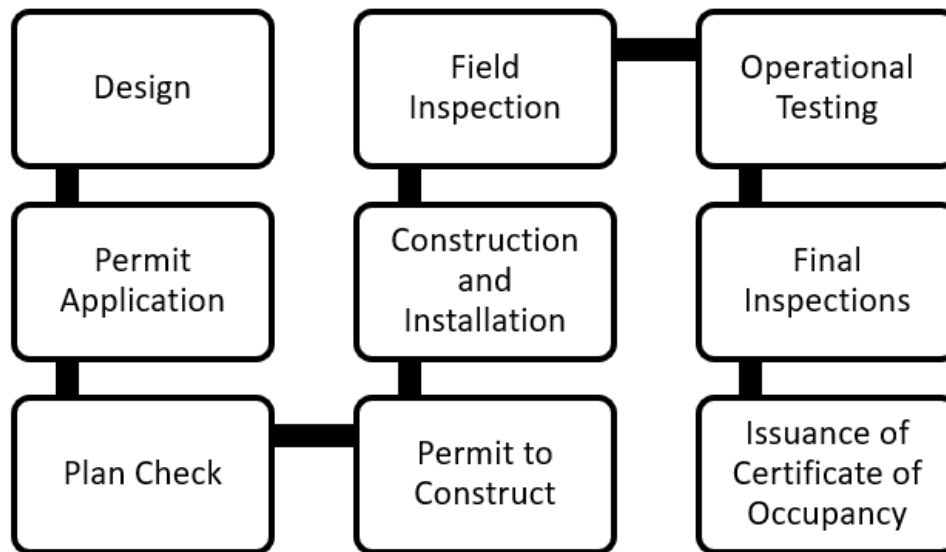 Design
Permit
Application
Plan Check
Permit to
Construct
Construction
and
Installation
Field
Inspection
Operational
Testing
Final
Inspections
Issuance of
Certificate of
Occupancy